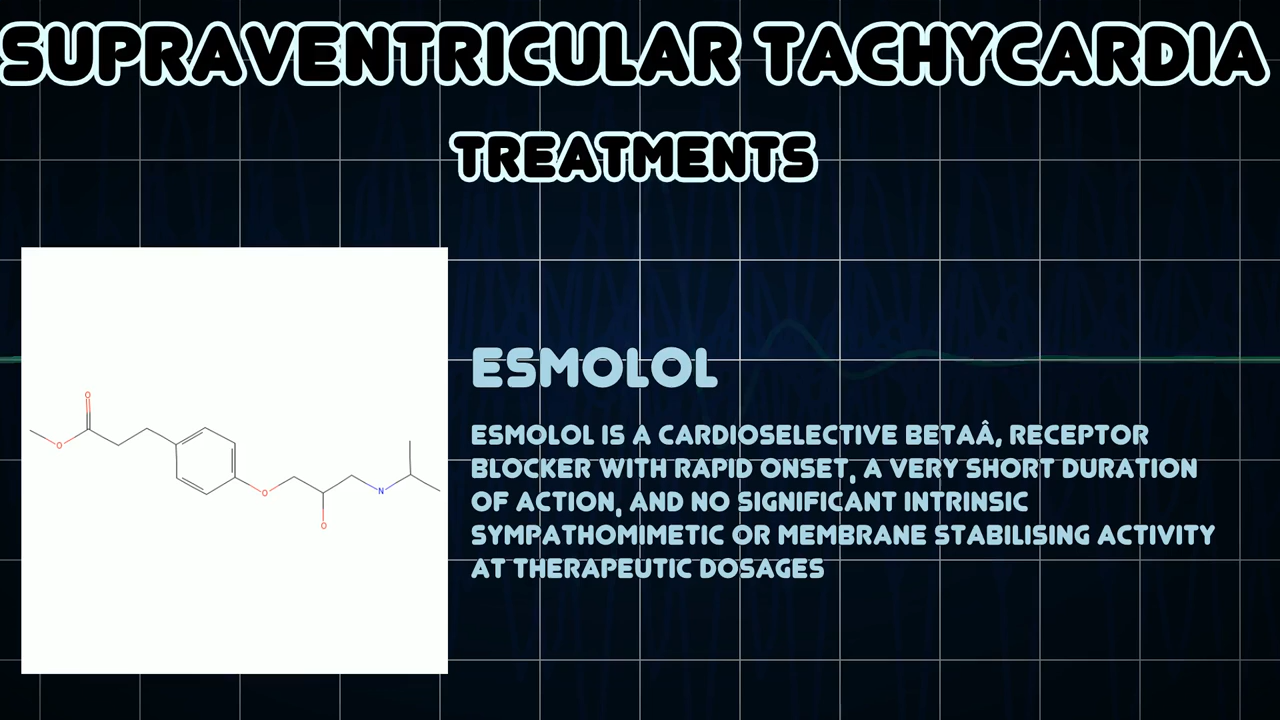 SUPRAVENTRICULAR TACHYCARDIA
TREATMENTS
ESMOLOL
ESMOLOL IS A CARDIOSELECTIVE BETAÂ, RECEPTOR
BLOCKER WITH RAPID ONSET, A VERY SHORT DURATION
OF ACTION, AND NO SIGNIFICANT INTRINSIC
SYMPATHOMIMETIC OR MEMBRANE STABILISING ACTIVITY
AT THERAPEUTIC DOSAGES
O
O
O
O
N